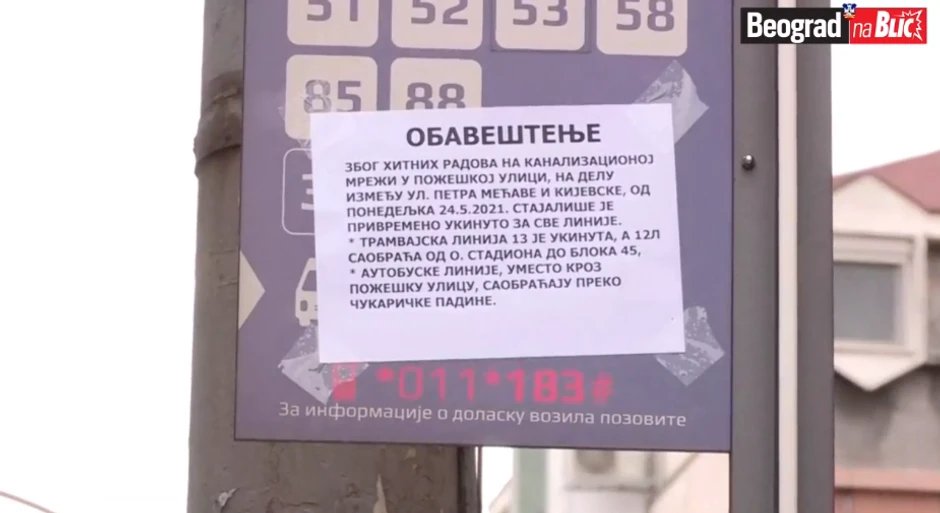 Beograd na Blic
51 52 53 58
85 88
ОБАВЕШТЕЊЕ
ЗБОГ ХИТНИХ РАДОВА НА КАНАЛИЗАЦИОНОЈ
МРЕЖИ У ПОЖЕШКОЈ УЛИЦИ, НА ДЕЛУ
ИЗМЕЂУ УЛ. ПЕТРА МЕЋАВЕ И КИЈЕВСКЕ, ОД
ПОНЕДЕЉКА 24.5.2021. СТАЈАЛИШЕ ЈЕ
ПРИВРЕМЕНО УКИНУТО ЗА СВЕ ЛИНИЈЕ.
* ТРАМВАЈСКА ЛИНИЈА 13 ЈЕ УКИНУТА, А 12Л
САОБРАЋА ОД О. СТАДИОНА ДО БЛОКА 45,
* АУТОБУСКЕ ЛИНИЈЕ, УМЕСТО КРОЗ
ПОЖЕШКУ УЛИЦУ, САОБРАЋАЈУ ПРЕКО
ЧУКАРИЧКЕ ПАДИНЕ.
*011*183#
За информације о доласку возила позовите